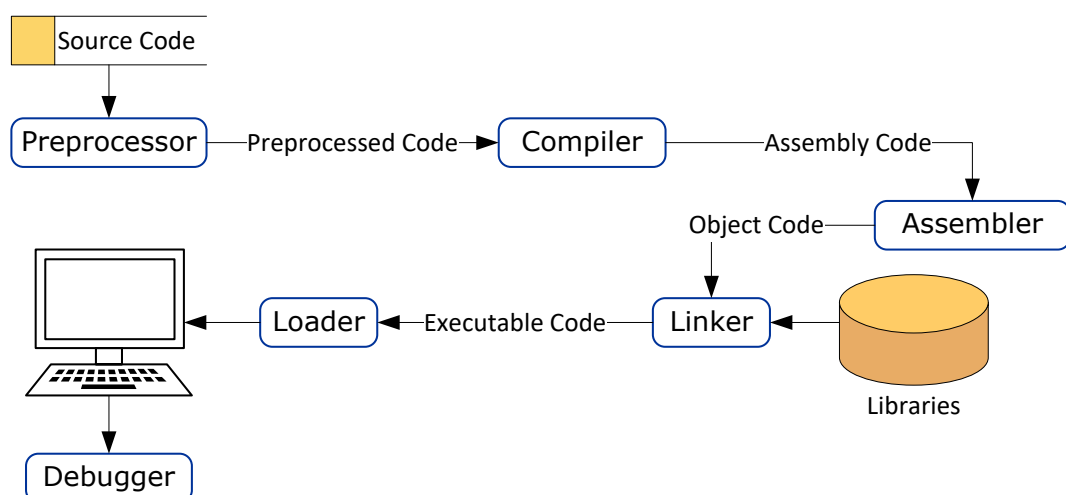 Source Code
Preprocessor
Preprocessed Code
Compiler
Assembly Code
Assembler
Object Code
Linker
Libraries
Executable Code
Loader
Debugger